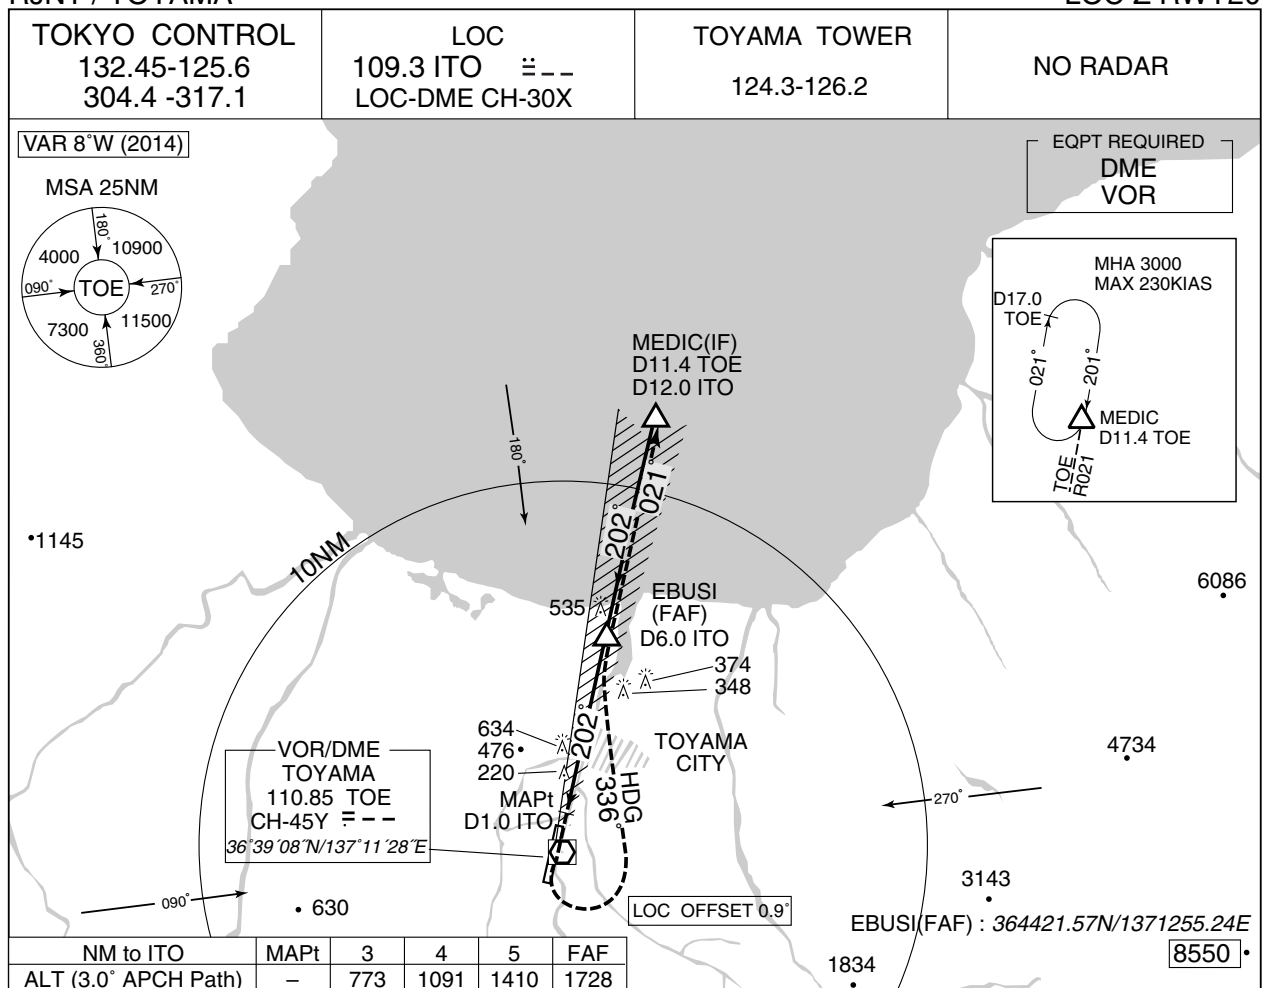 TOKYO CONTROL
132.45-125.6
304.4 -317.1
LOC
109.3 ITO
LOC-DME CH-30X
TOYAMA TOWER
124.3-126.2
NO RADAR
VAR 8˚W (2014)
MSA 25NM
180˚
4000
10900
090˚
TOE
270˚
7300
11500
360˚
EQPT REQUIRED
DME
VOR
MHA 3000
MAX 230KIAS
D17.0
TOE
021˚
201˚
MEDIC
D11.4 TOE
TOE
R021
MEDIC(IF)
D11.4 TOE
D12.0 ITO
180˚
021˚
202˚
1145
10NM
6086
535
EBUSI
(FAF)
D6.0 ITO
374
348
202˚
634
476
220
TOYAMA
CITY
4734
VOR/DME
TOYAMA
110.85 TOE
CH-45Y
36˚39´08˝N/137˚11´28˝E
MAPt
D1.0 ITO
HDG
336˚
270˚
090˚
630
LOC OFFSET 0.9˚
3143
EBUSI(FAF) : 364421.57N/1371255.24E
8550
1834
NM to ITO MAPt 3 4 5 FAF
ALT (3.0˚ APCH Path) – 773 1091 1410 1728